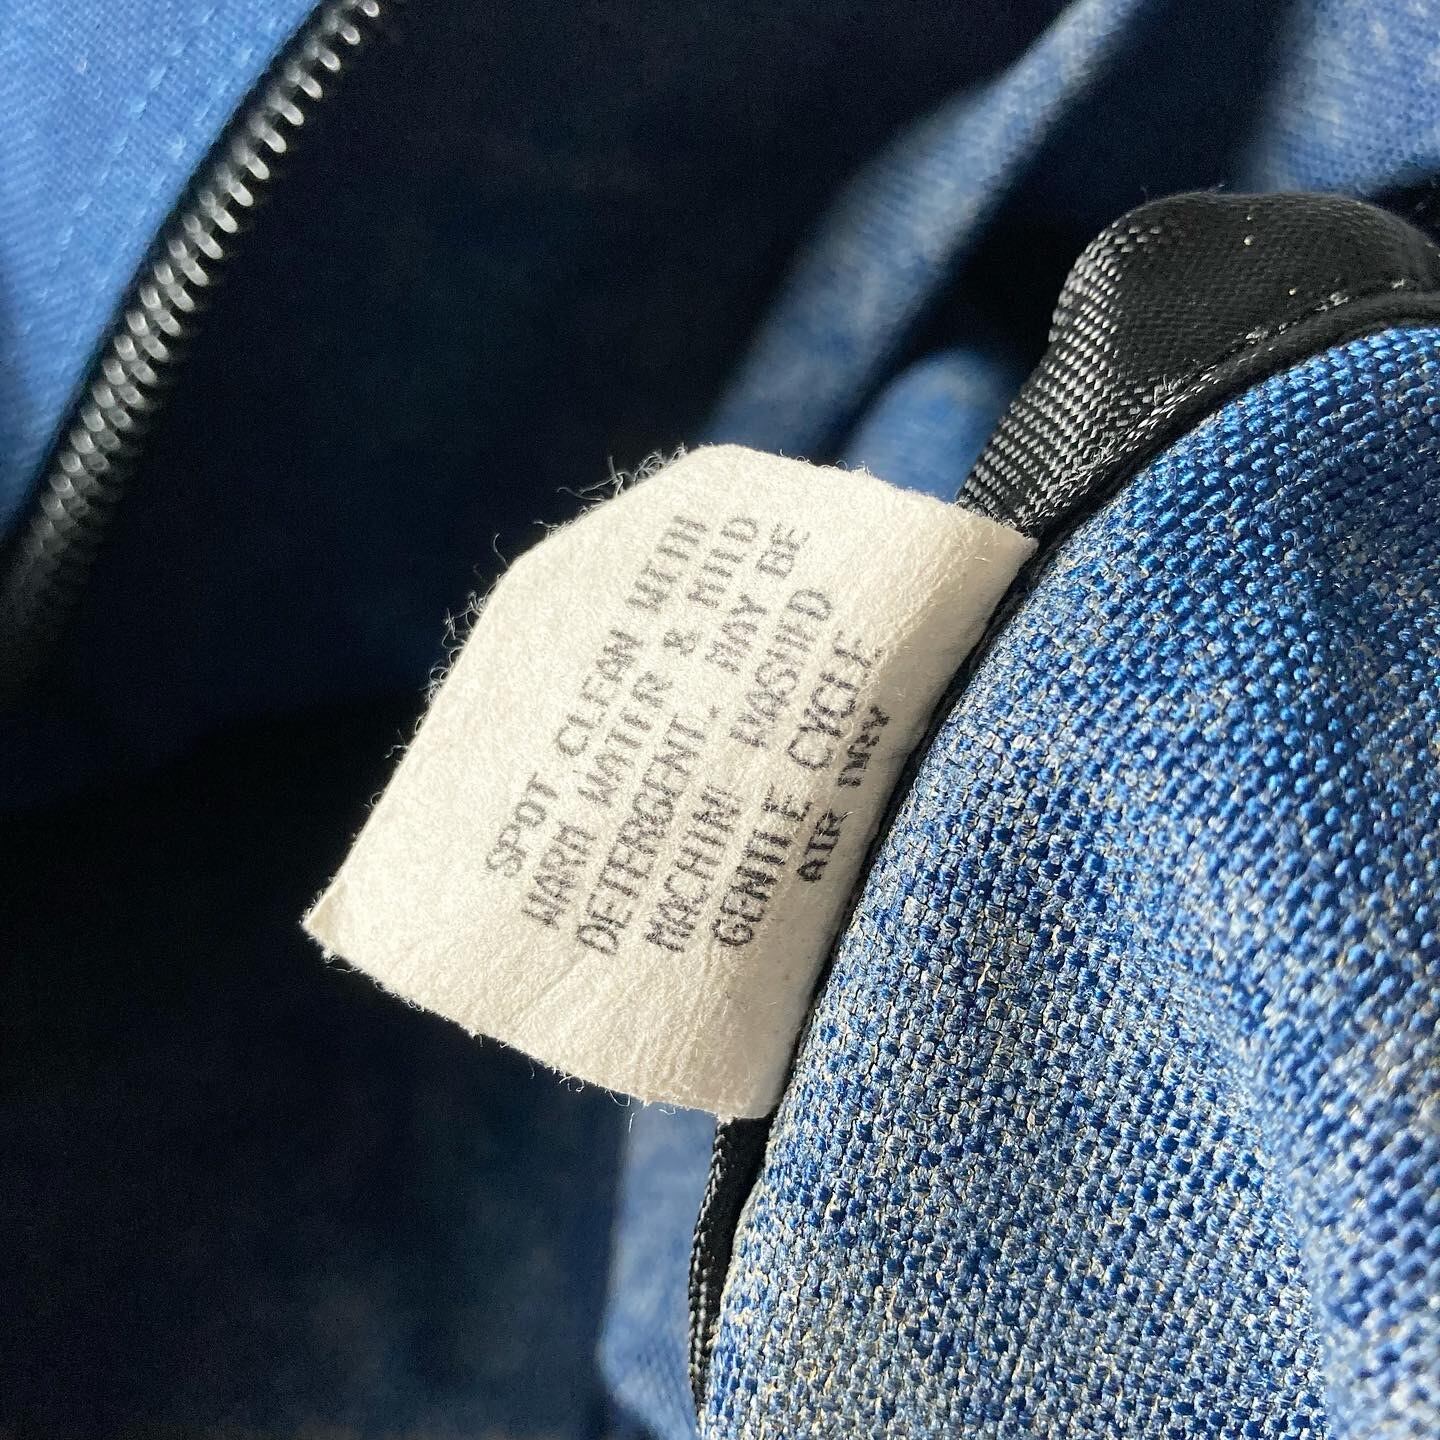 SPOT CLEAN WITH
WARM WATER & MILD
DETERGENT. MAY BE
MACHINE WASHED
GENTLE CYCLE
AIR DRY